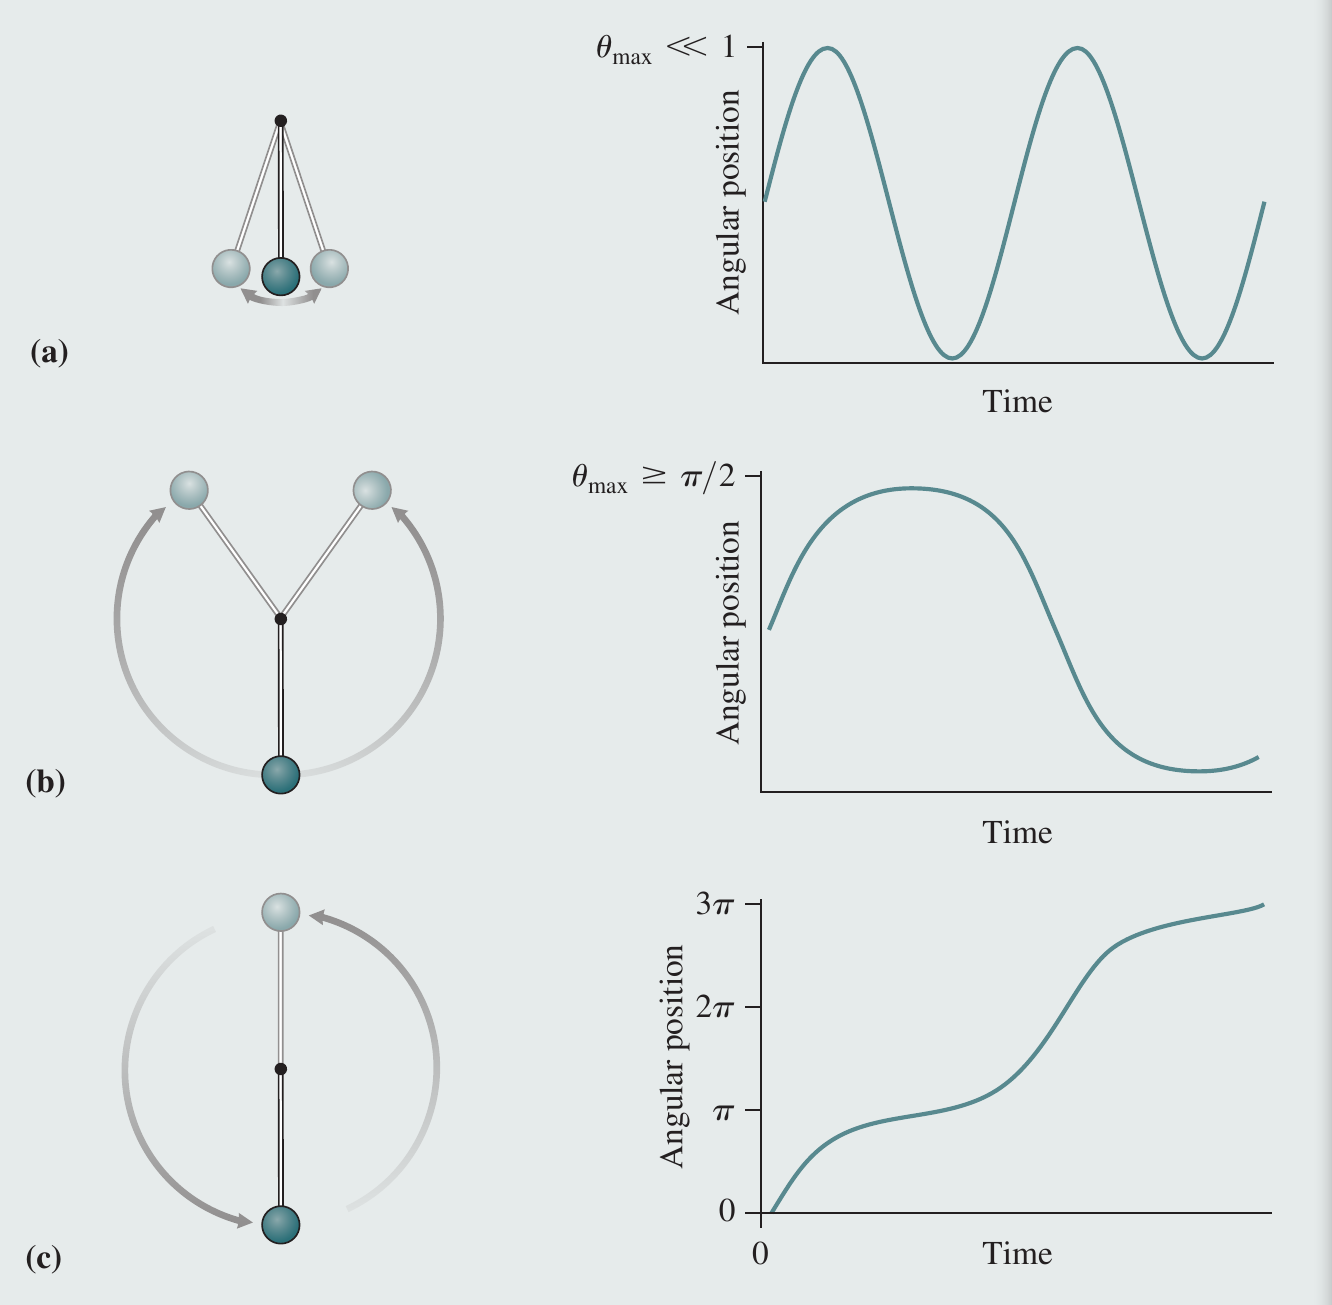 θmax ≪ 1
Angular position
Time
(a)
θmax ≥ π/2
Angular position
Time
(b)
3π
2π
π
0
Angular position
0
Time
(c)